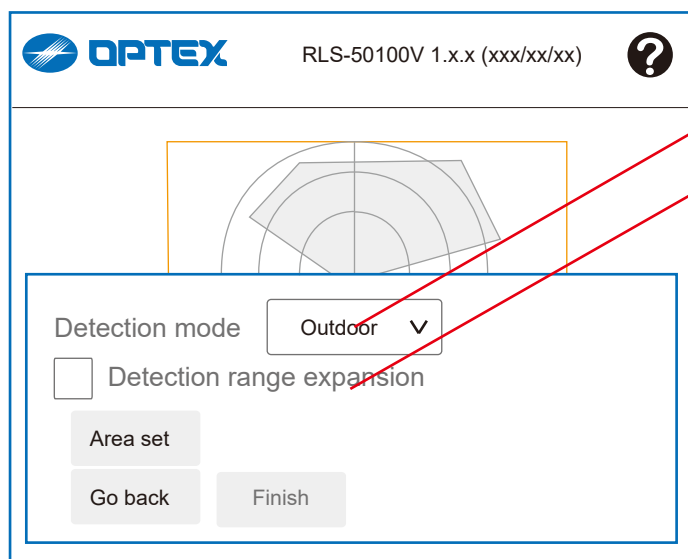 OPTEX
RLS-50100V 1.x.x (xxx/xx/xx)
?
Detection mode
Outdoor
Detection range expansion
Area set
Go back
Finish